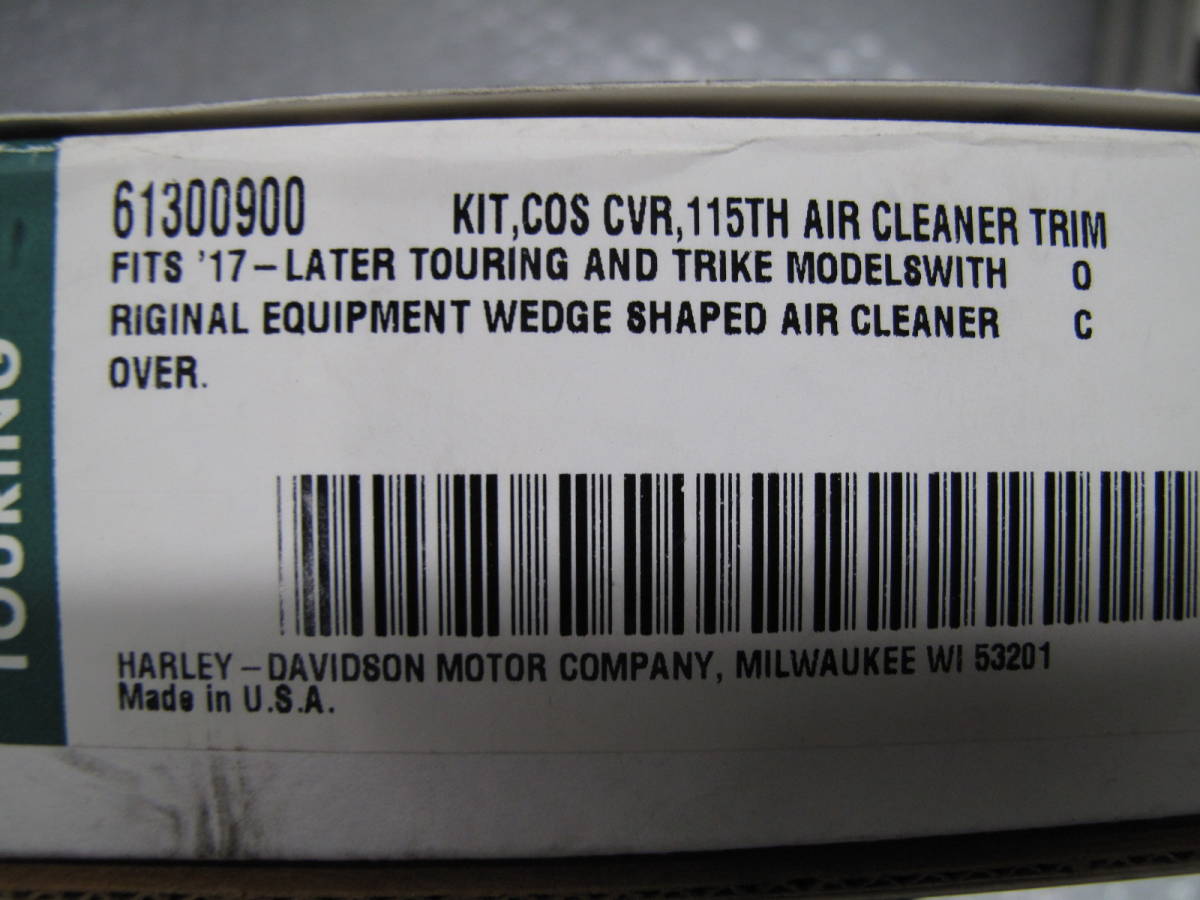 61300900 KIT,COS CVR,115TH AIR CLEANER TRIM
FITS '17-LATER TOURING AND TRIKE MODELSWITH O
RIGINAL EQUIPMENT WEDGE SHAPED AIR CLEANER C
OVER.
HARLEY-DAVIDSON MOTOR COMPANY, MILWAUKEE WI 53201
Made in U.S.A.
TOURING